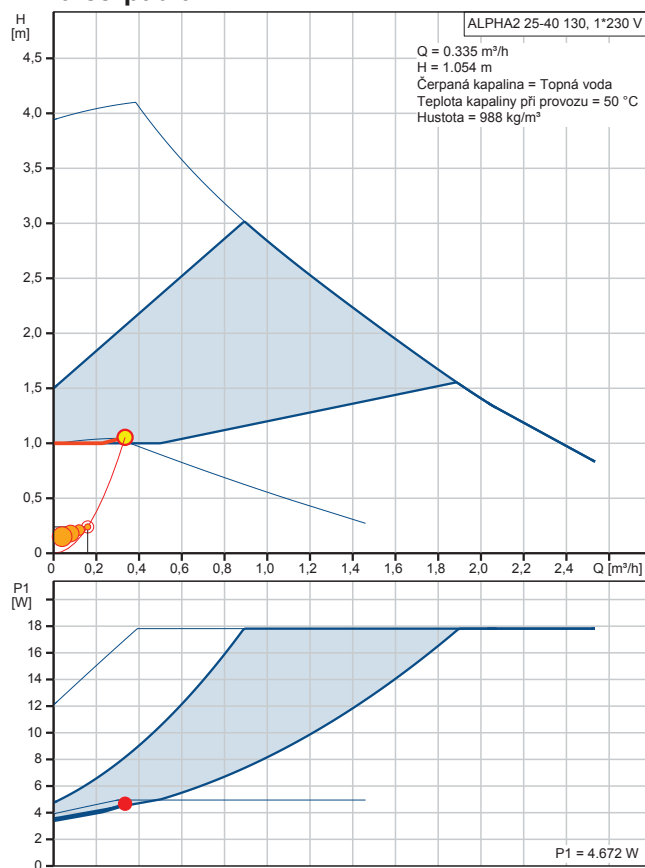 H
[m]
ALPHA2 25-40 130, 1*230 V
Q = 0.335 m³/h
H = 1.054 m
Čerpaná kapalina = Topná voda
Teplota kapaliny při provozu = 50 °C
Hustota = 988 kg/m³
4,5
4,0
3,5
3,0
2,5
2,0
1,5
1,0
0,5
0
0 0,2 0,4 0,6 0,8 1,0 1,2 1,4 1,6 1,8 2,0 2,2 2,4 Q [m³/h]
P1
[W]
18
16
14
12
10
8
6
4
2
0
P1 = 4.672 W